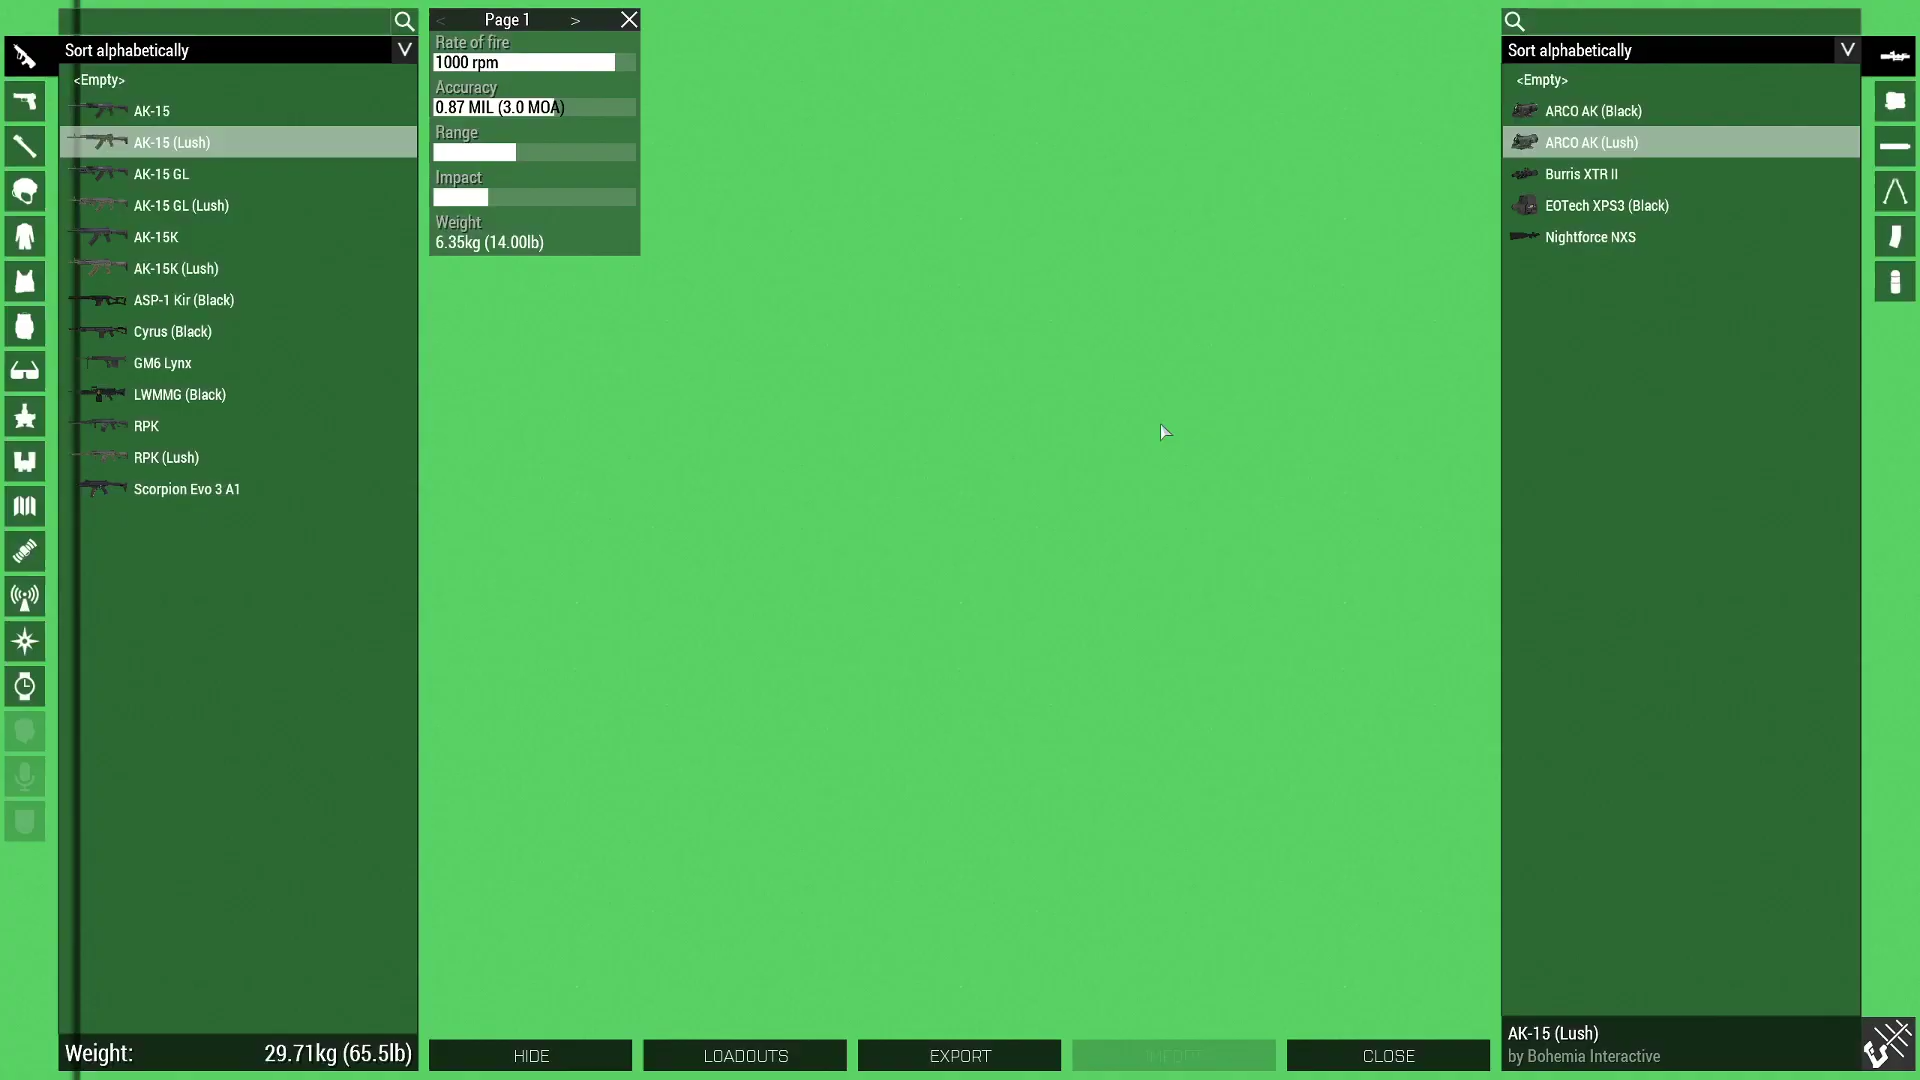 Sort alphabetically
V
<Empty>
AK-15
AK-15 (Lush)
AK-15 GL
AK-15 GL (Lush)
AK-15K
AK-15K (Lush)
ASP-1 Kir (Black)
Cyrus (Black)
GM6 Lynx
LWMMG (Black)
RPK
RPK (Lush)
Scorpion Evo 3 A1
Weight: 29.71kg (65.5lb)
< Page 1 >
Rate of fire
1000 rpm
Accuracy
0.87 MIL (3.0 MOA)
Range
Impact
Weight
6.35kg (14.00lb)
HIDE
LOADOUTS
EXPORT
CLOSE
Sort alphabetically
V
<Empty>
ARCO AK (Black)
ARCO AK (Lush)
Burris XTR II
EOTech XPS3 (Black)
Nightforce NXS
AK-15 (Lush)
by Bohemia Interactive